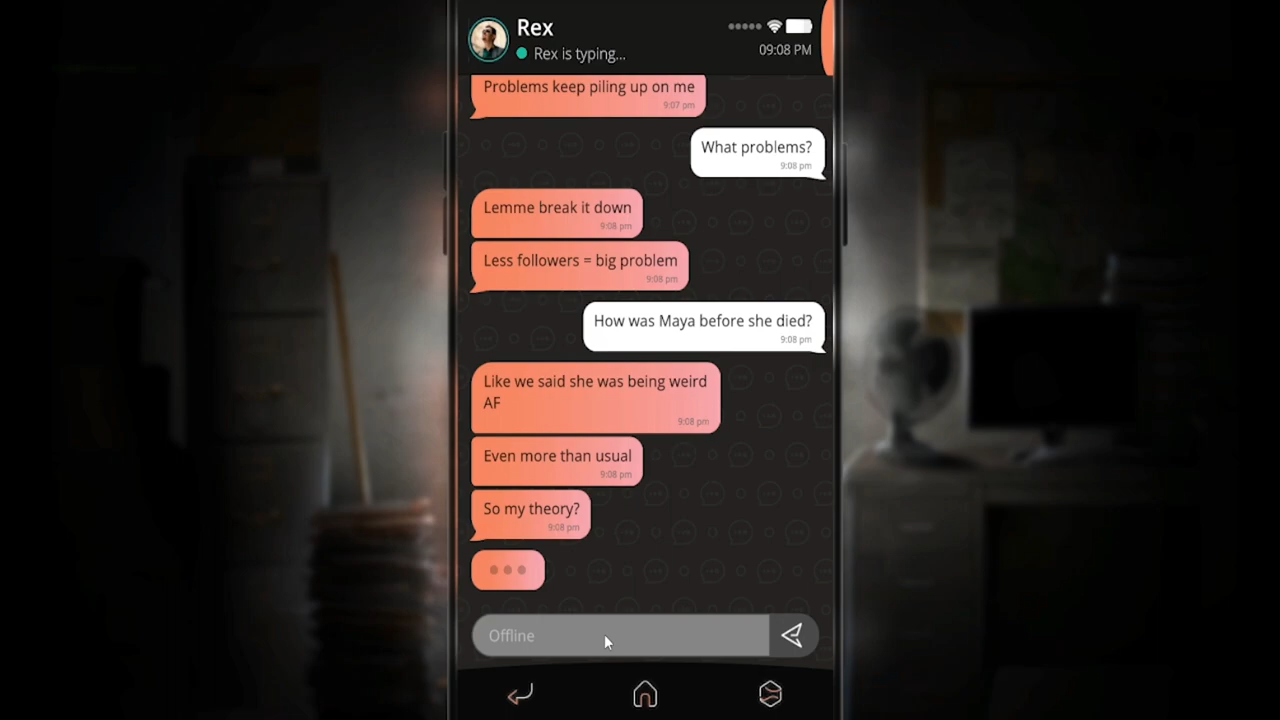 Rex
Rex is typing...
09:08 PM
Problems keep piling up on me
9:07 pm
What problems?
9:08 pm
Lemme break it down
9:08 pm
Less followers = big problem
9:08 pm
How was Maya before she died?
9:08 pm
Like we said she was being weird
AF
9:08 pm
Even more than usual
9:08 pm
So my theory?
9:08 pm
Offline